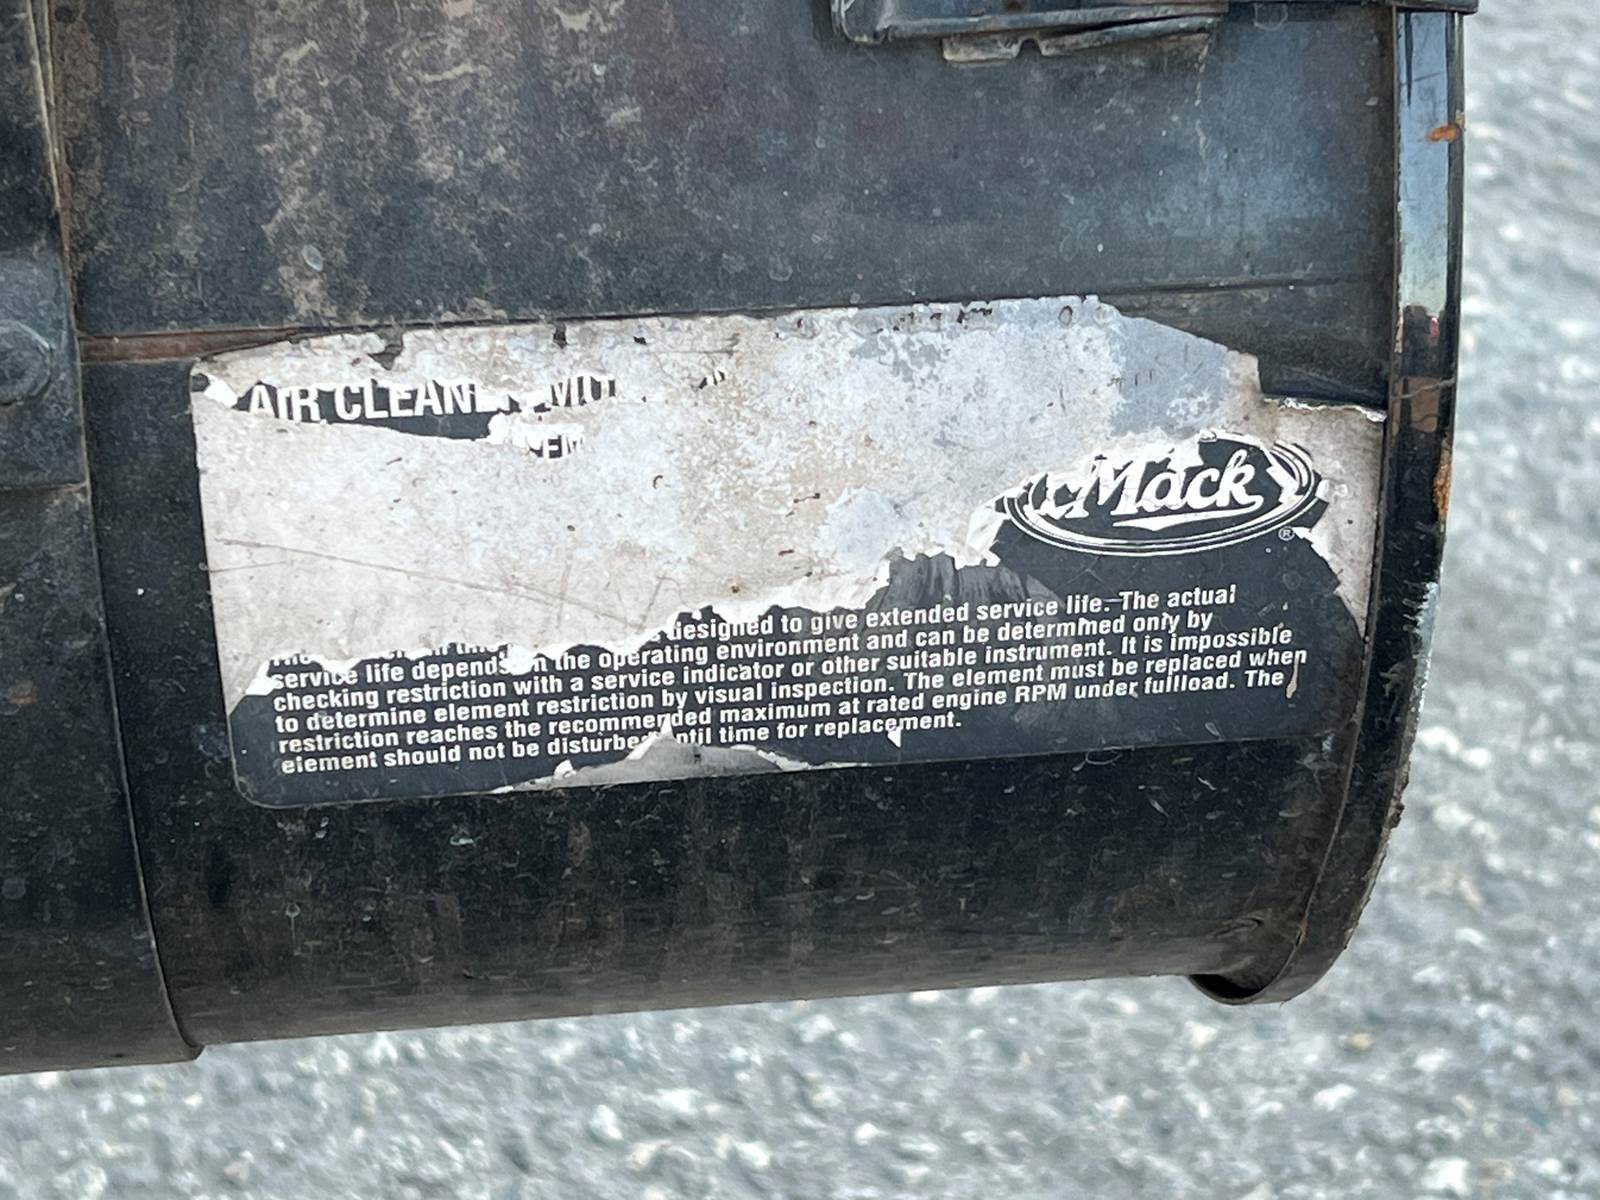 AIR CLEANER
Mack
®
designed to give extended service life. The actual
service life depends on the operating environment and can be determined only by
checking restriction with a service indicator or other suitable instrument. It is impossible
to determine element restriction by visual inspection. The element must be replaced when
restriction reaches the recommended maximum at rated engine RPM under fullload. The
element should not be disturbed until time for replacement.